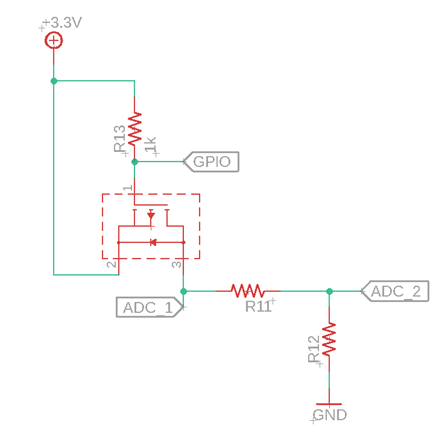 +3.3V
R13
1k
GPIO
1
2
3
ADC_1
R11
ADC_2
R12
GND